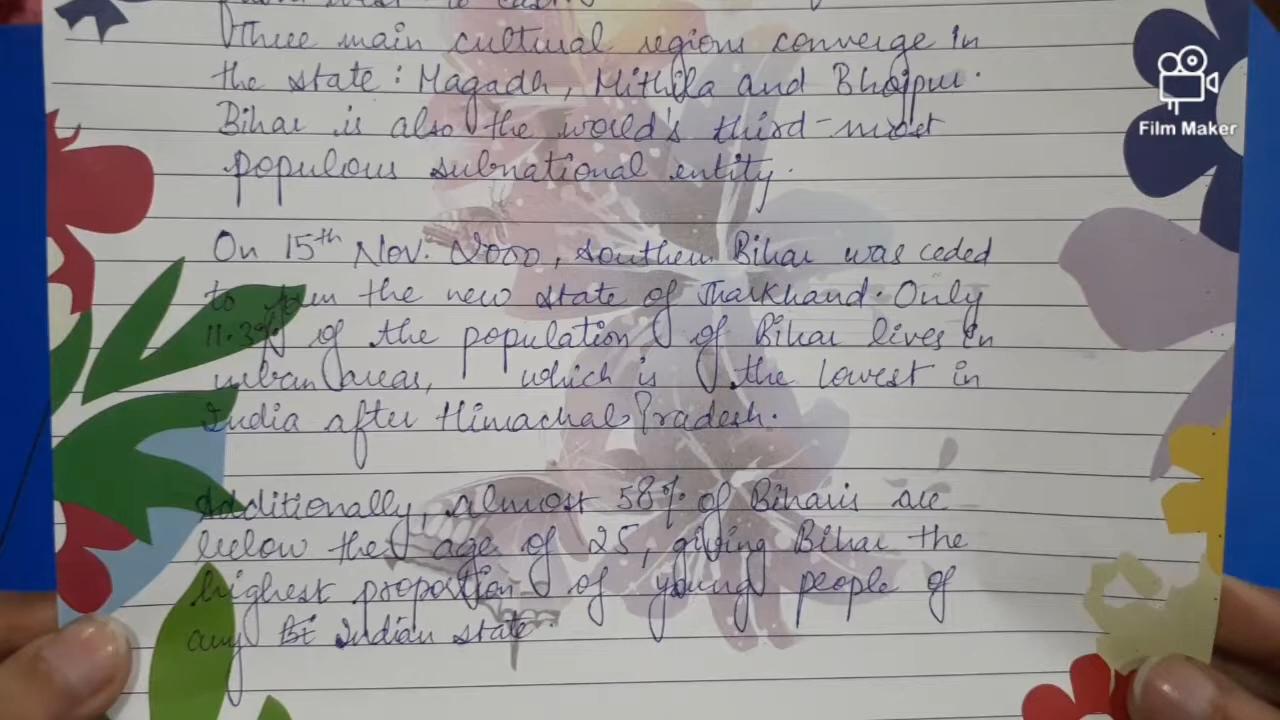 Three main cultural regions converge in
the state: Magadh, Mithila and Bhojpur.
Bihar is also the world's third-most
populous subnational entity.
On 15th Nov. 2000, southern Bihar was ceded
to form the new state of Jharkhand. Only
11.3% of the population of Bihar lives in
urban areas, which is the lowest in
India after Himachal Pradesh.
Additionally, almost 58% of Biharis are
below the age of 25, giving Bihar the
highest proportion of young people of
any Indian state.
Film Maker